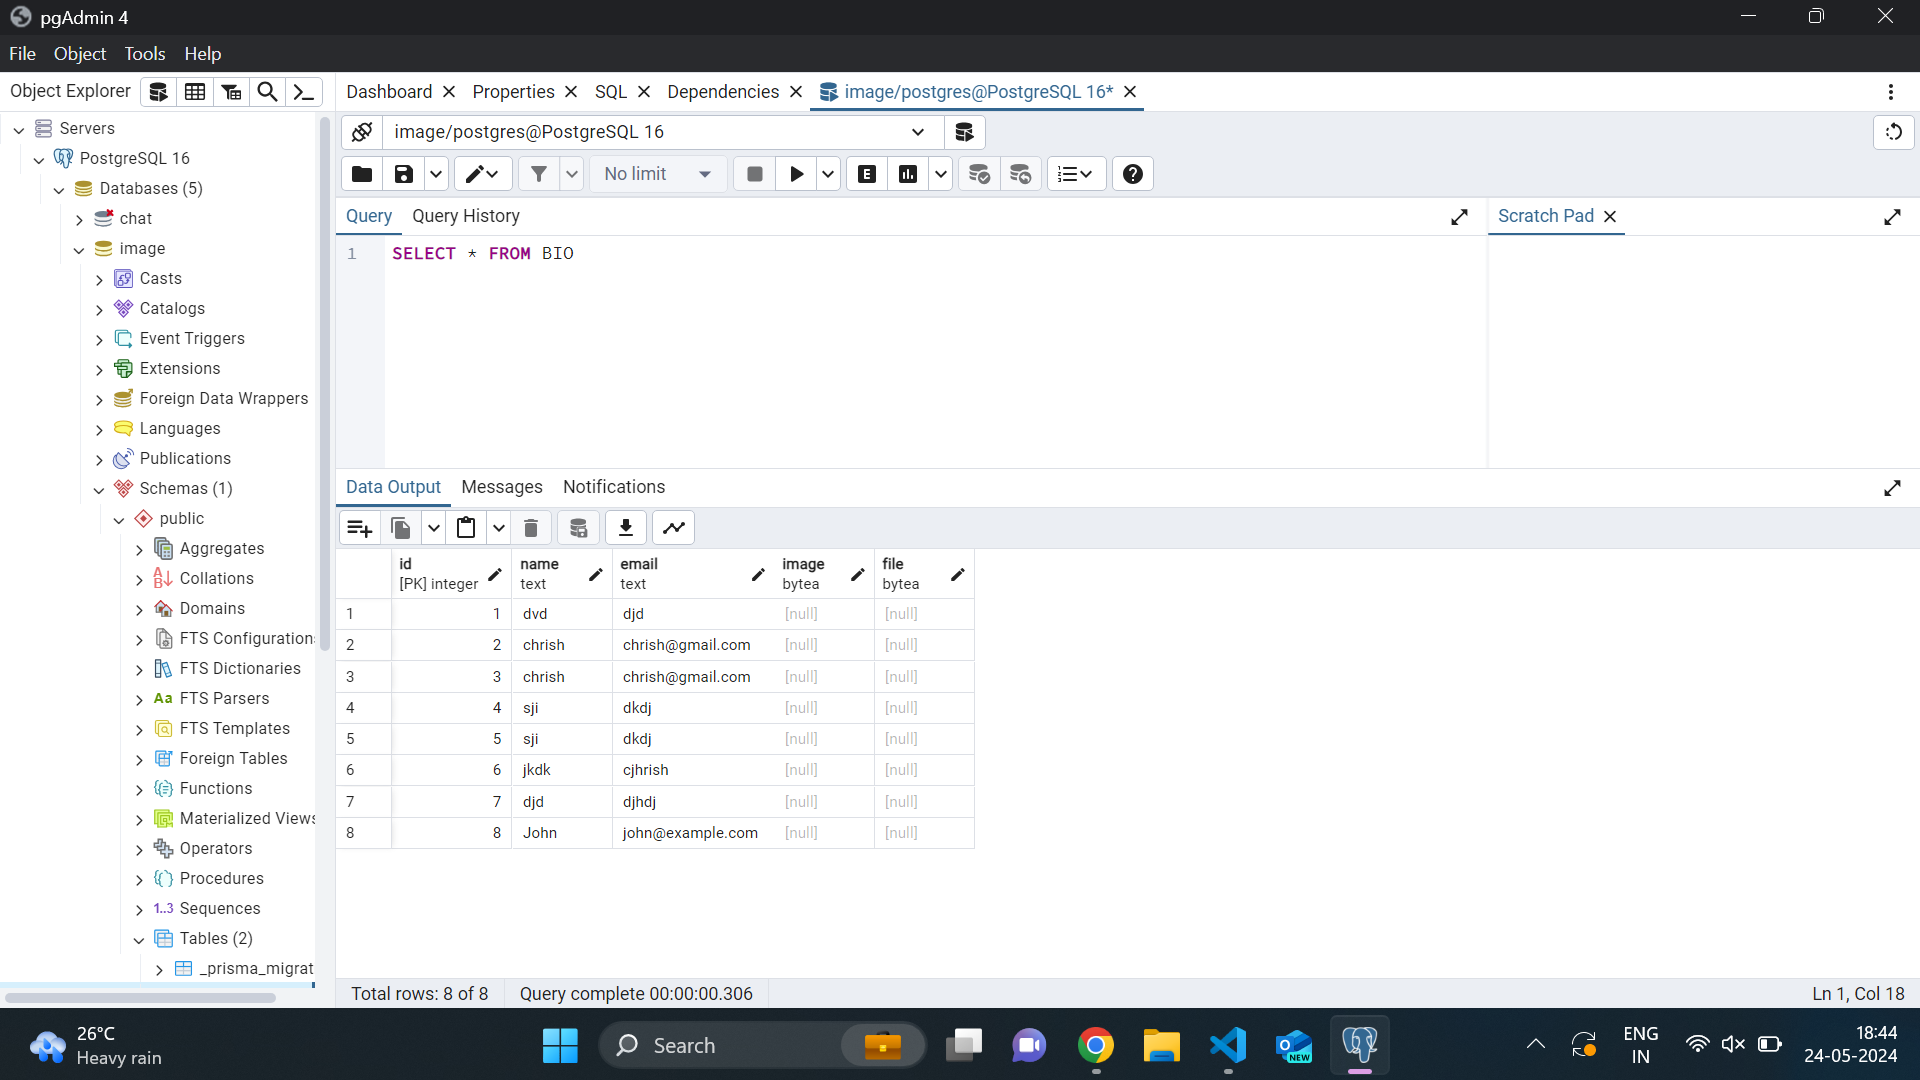 pgAdmin 4
File Object Tools Help
Object Explorer
Dashboard Properties SQL Dependencies image/postgres@PostgreSQL 16*
Servers
PostgreSQL 16
Databases (5)
chat
image
Casts
Catalogs
Event Triggers
Extensions
Foreign Data Wrappers
Languages
Publications
Schemas (1)
public
Aggregates
Collations
Domains
FTS Configuration
FTS Dictionaries
Aa FTS Parsers
FTS Templates
Foreign Tables
Functions
Materialized Views
Operators
Procedures
1..3 Sequences
Tables (2)
_prisma_migrat
image/postgres@PostgreSQL 16
No limit E
Query Query History
Scratch Pad
1 SELECT * FROM BIO
Data Output Messages Notifications
id name email image file
[PK] integer text text bytea bytea
1 1 dvd djd [null] [null]
2 2 chrish chrish@gmail.com [null] [null]
3 3 chrish chrish@gmail.com [null] [null]
4 4 sji dkdj [null] [null]
5 5 sji dkdj [null] [null]
6 6 jkdk cjhrish [null] [null]
7 7 djd djhdj [null] [null]
8 8 John john@example.com [null] [null]
Total rows: 8 of 8 Query complete 00:00:00.306 Ln 1, Col 18
26°C
Heavy rain
Search
NEW
ENG
IN
18:44
24-05-2024